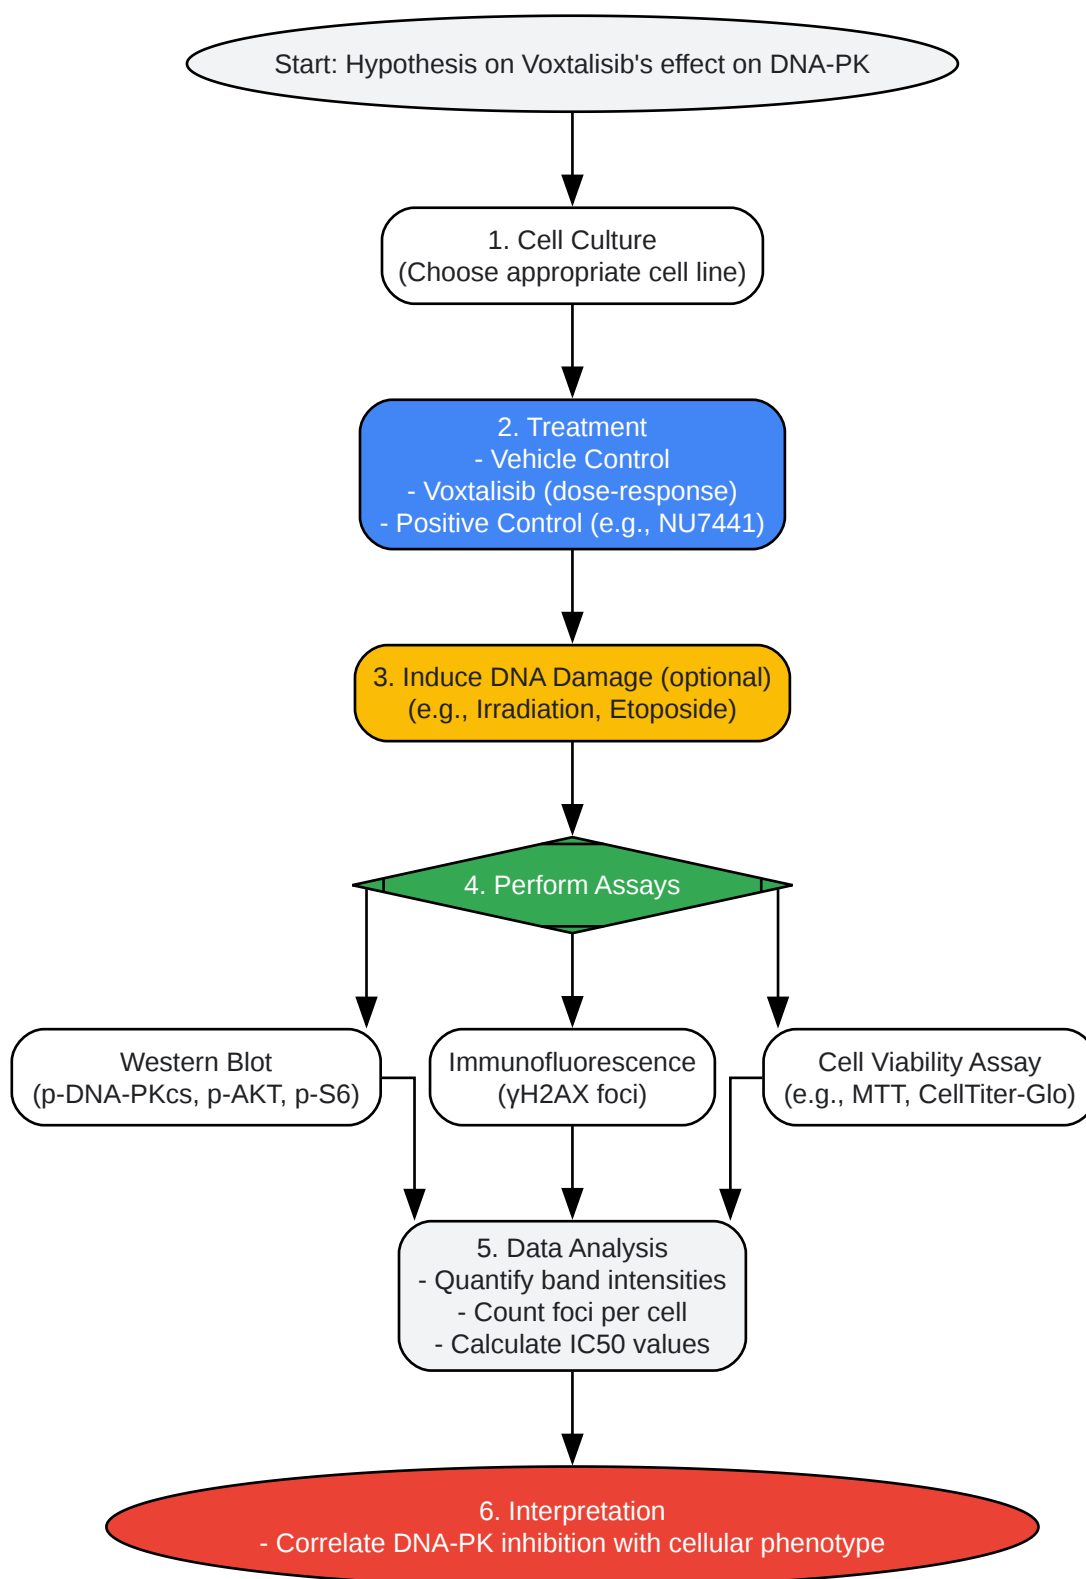 Start: Hypothesis on Voxtalisib's effect on DNA-PK
1. Cell Culture
(Choose appropriate cell line)
2. Treatment
- Vehicle Control
- Voxtalisib (dose-response)
- Positive Control (e.g., NU7441)
3. Induce DNA Damage (optional)
(e.g., Irradiation, Etoposide)
4. Perform Assays
Western Blot
(p-DNA-PKcs, p-AKT, p-S6)
Immunofluorescence
(γH2AX foci)
Cell Viability Assay
(e.g., MTT, CellTiter-Glo)
5. Data Analysis
- Quantify band intensities
- Count foci per cell
- Calculate IC50 values
6. Interpretation
- Correlate DNA-PK inhibition with cellular phenotype